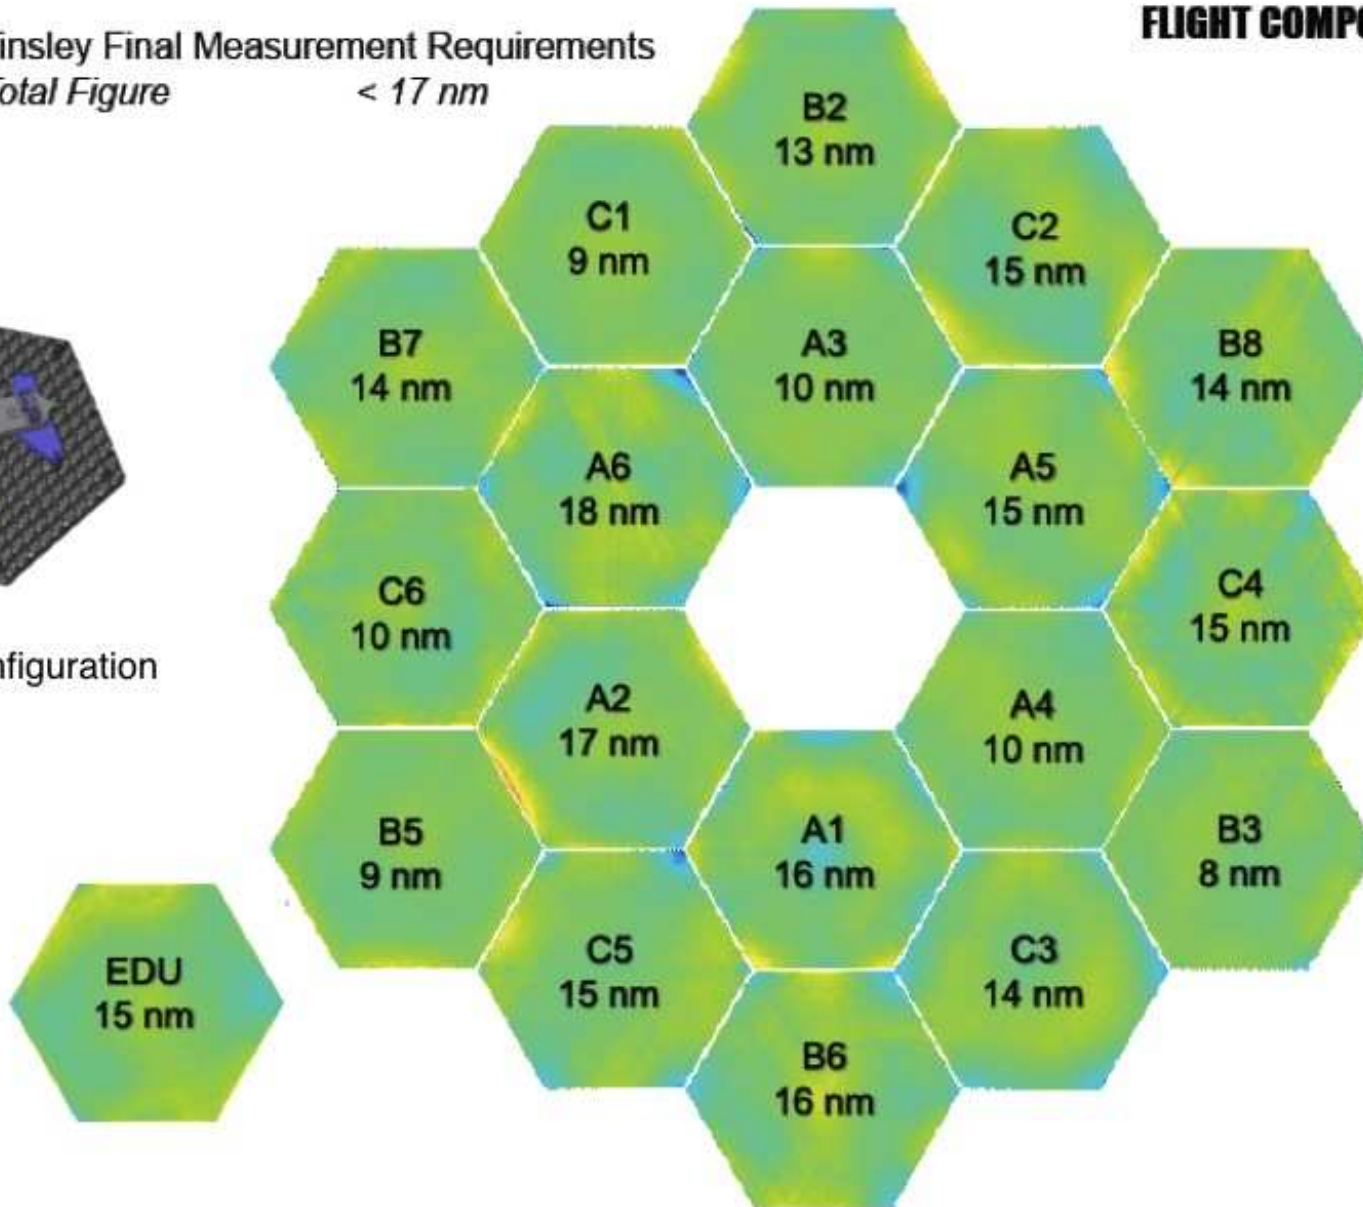 insley Final Measurement Requirements
otal Figure < 17 nm
FLIGHT COMPO
B2
13 nm
C1
9 nm
C2
15 nm
B7
14 nm
A3
10 nm
B8
14 nm
A6
18 nm
A5
15 nm
C6
10 nm
C4
15 nm
nfiguration
A2
17 nm
A4
10 nm
B5
9 nm
A1
16 nm
B3
8 nm
EDU
15 nm
C5
15 nm
C3
14 nm
B6
16 nm